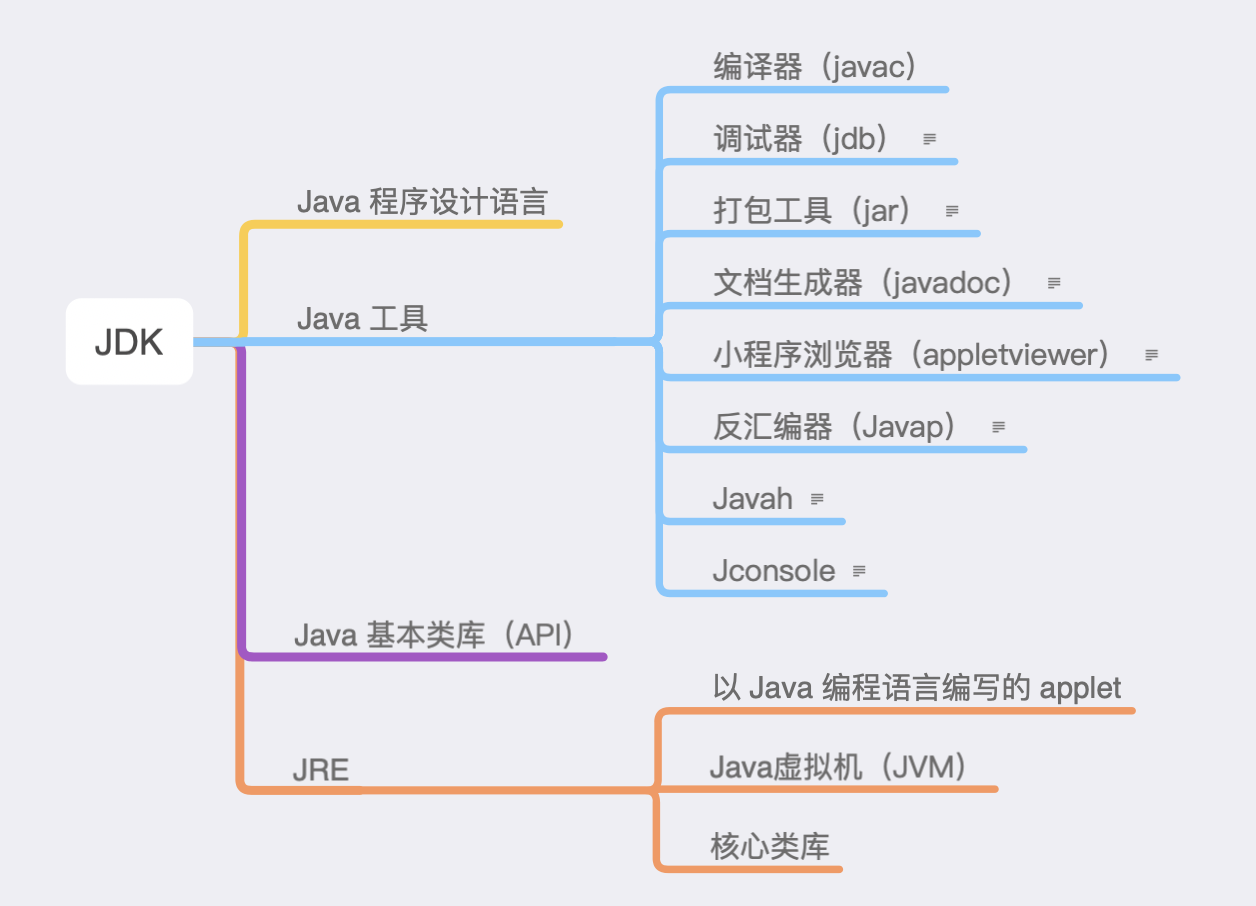 JDK
Java 程序设计语言
Java 工具
编译器（javac）
调试器（jdb）
打包工具（jar）
文档生成器（javadoc）
小程序浏览器（appletviewer）
反汇编器（Javap）
Javah
Jconsole
Java 基本类库（API）
JRE
以 Java 编程语言编写的 applet
Java虚拟机（JVM）
核心类库